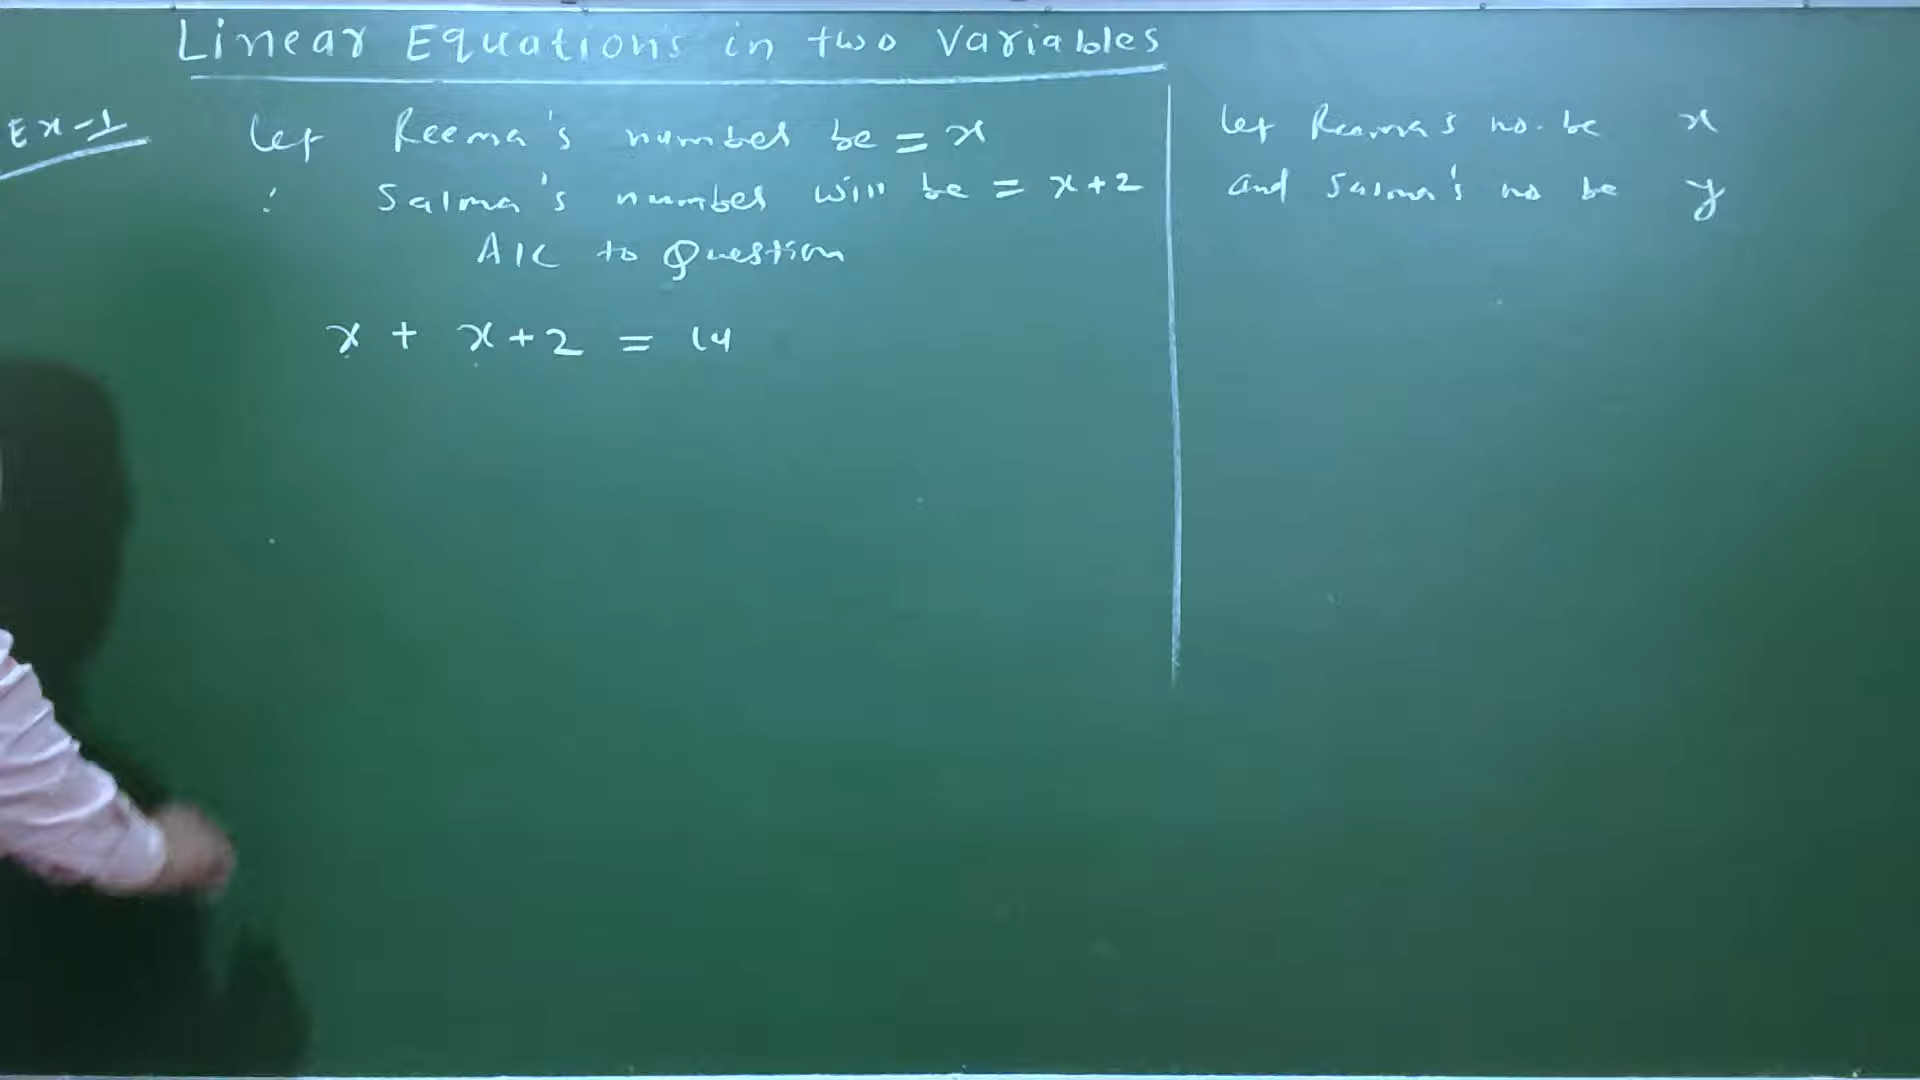 Linear Equations in two Variables
Ex-1
Let Reema's number be = x
∴ Salma's number will be = x+2
A/C to Question
x + x+2 = 14
Let Reema's no. be x
and Salma's no be y